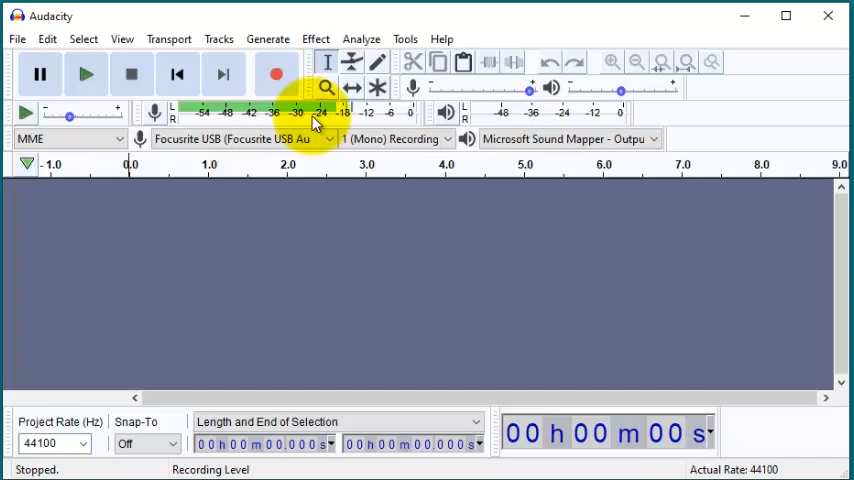 Audacity
File Edit Select View Transport Tracks Generate Effect Analyze Tools Help
L
R
-54 -48 -42 -36 -30 -24 -18 -12 -6 0
L
R
-48 -36 -24 -12 0
MME
Focusrite USB (Focusrite USB Au
1 (Mono) Recording
Microsoft Sound Mapper - Outpu
- 1.0 0.0 1.0 2.0 3.0 4.0 5.0 6.0 7.0 8.0 9.0
Project Rate (Hz) Snap-To Length and End of Selection
44100 Off 00 h 00 m 00.000 s 00 h 00 m 00.000 s
00 h 00 m 00 s
Stopped. Recording Level Actual Rate: 44100